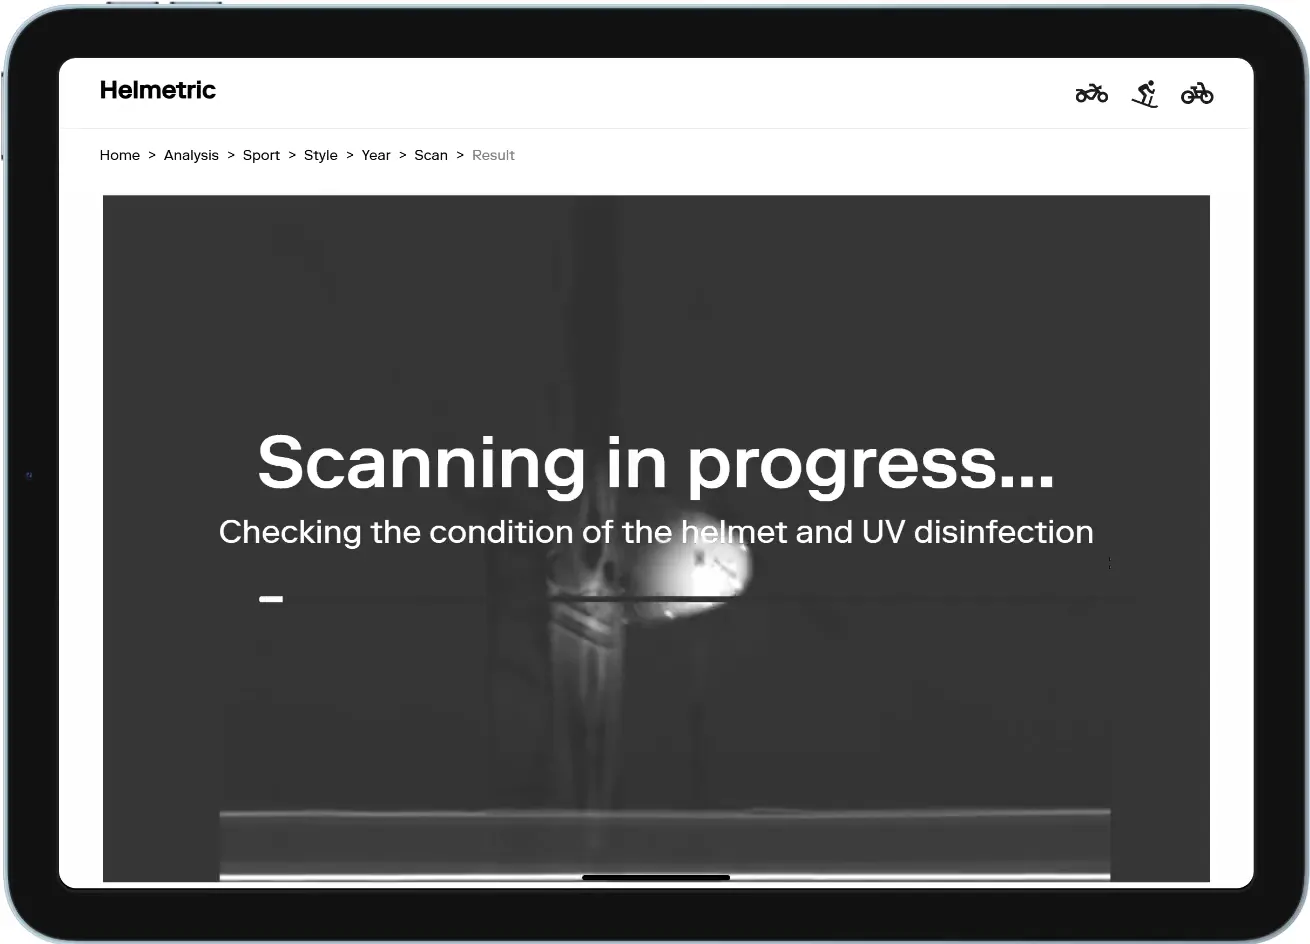 Helmetric
Home > Analysis > Sport > Style > Year > Scan > Result
Scanning in progress...
Checking the condition of the helmet and UV disinfection